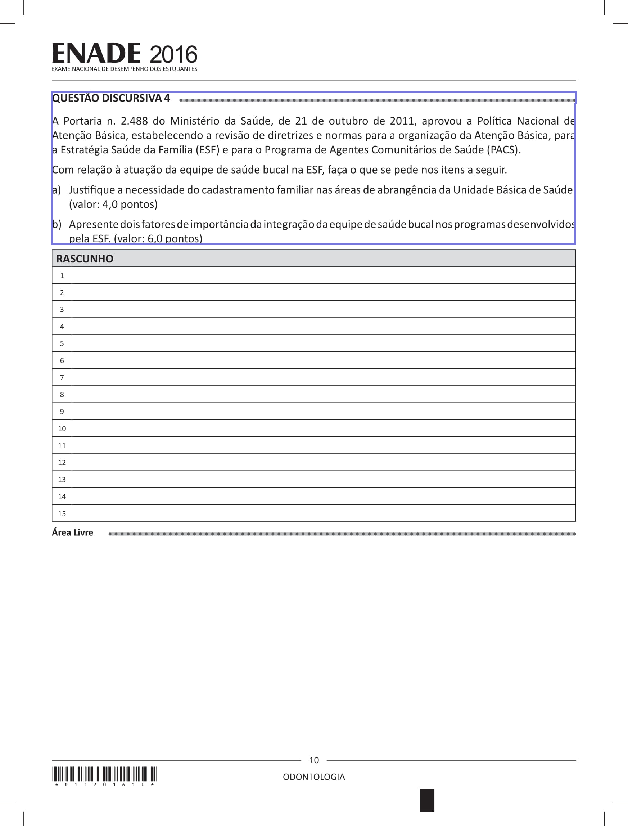 ENADE 2016
EXAME NACIONAL DE DESEMPENHO DOS ESTUDANTES
QUESTÃO DISCURSIVA 4
A Portaria n. 2.488 do Ministério da Saúde, de 21 de outubro de 2011, aprovou a Política Nacional de
Atenção Básica, estabelecendo a revisão de diretrizes e normas para a organização da Atenção Básica, para
a Estratégia Saúde da Família (ESF) e para o Programa de Agentes Comunitários de Saúde (PACS).
Com relação à atuação da equipe de saúde bucal na ESF, faça o que se pede nos itens a seguir.
a) Justifique a necessidade do cadastramento familiar nas áreas de abrangência da Unidade Básica de Saúde.
(valor: 4,0 pontos)
b) Apresente dois fatores de importância da integração da equipe de saúde bucal nos programas desenvolvidos
pela ESF. (valor: 6,0 pontos)
RASCUNHO
1
2
3
4
5
6
7
8
9
10
11
12
13
14
15
Área Livre
10
ODONTOLOGIA